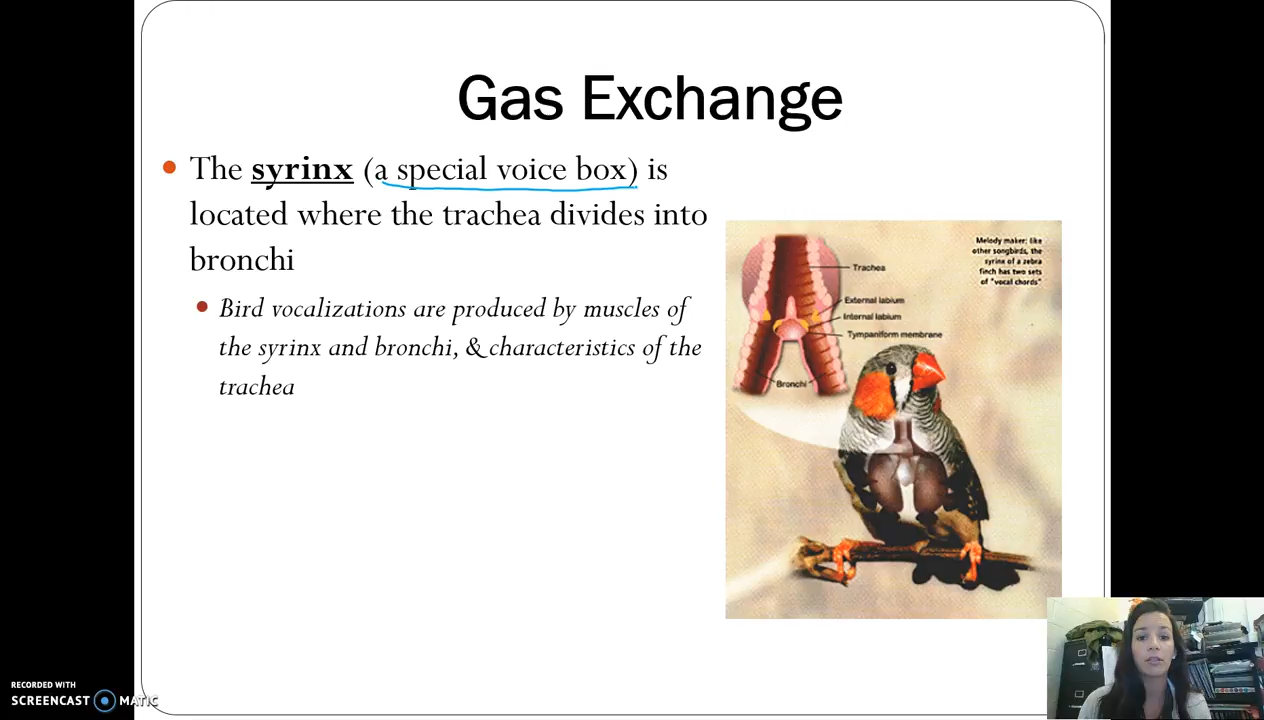 Gas Exchange
The syrinx (a special voice box) is
located where the trachea divides into
bronchi
Bird vocalizations are produced by muscles of
the syrinx and bronchi, & characteristics of the
trachea
Melody maker: like
other songbirds, the
syrinx of a zebra
finch has two sets
of "vocal chords"
Trachea
External labium
Internal labium
Tympaniform membrane
Bronchi
RECORDED WITH
SCREENCAST MATIC